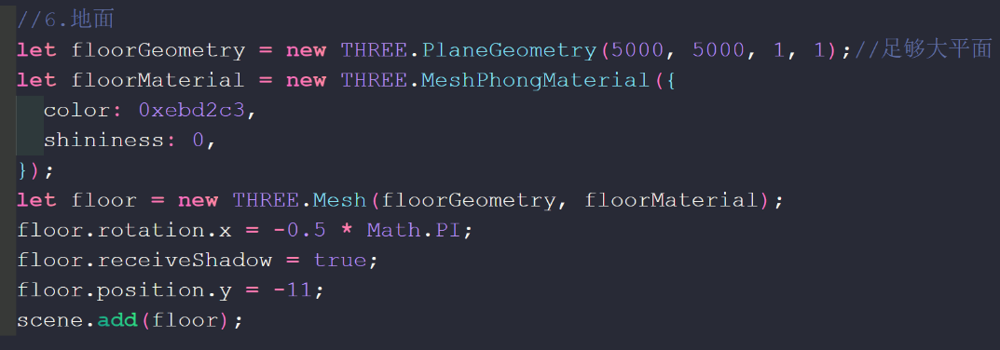 //6.地面
let floorGeometry = new THREE.PlaneGeometry(5000, 5000, 1, 1);//足够大平面
let floorMaterial = new THREE.MeshPhongMaterial({
  color: 0xebd2c3,
  shininess: 0,
});
let floor = new THREE.Mesh(floorGeometry, floorMaterial);
floor.rotation.x = -0.5 * Math.PI;
floor.receiveShadow = true;
floor.position.y = -11;
scene.add(floor);